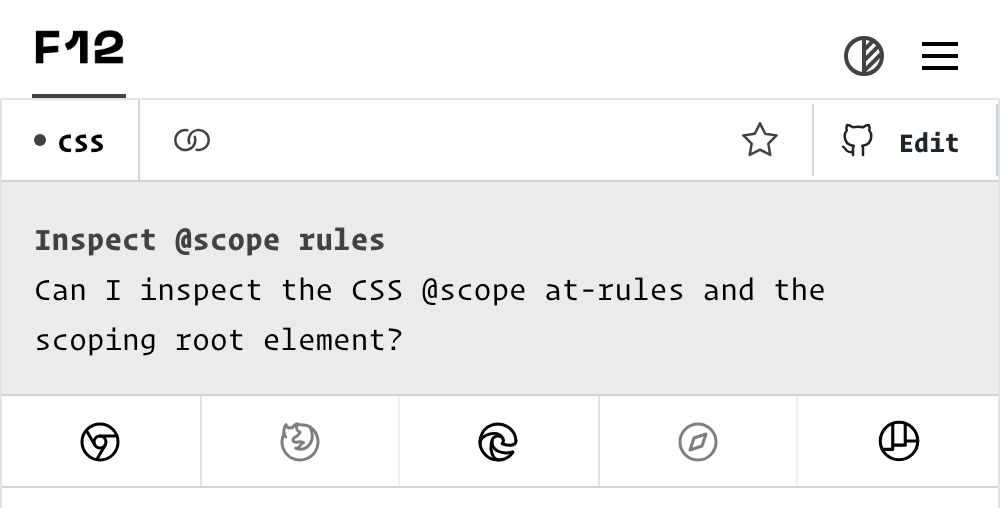 F12
CSS
Edit
Inspect @scope rules
Can I inspect the CSS @scope at-rules and the
scoping root element?